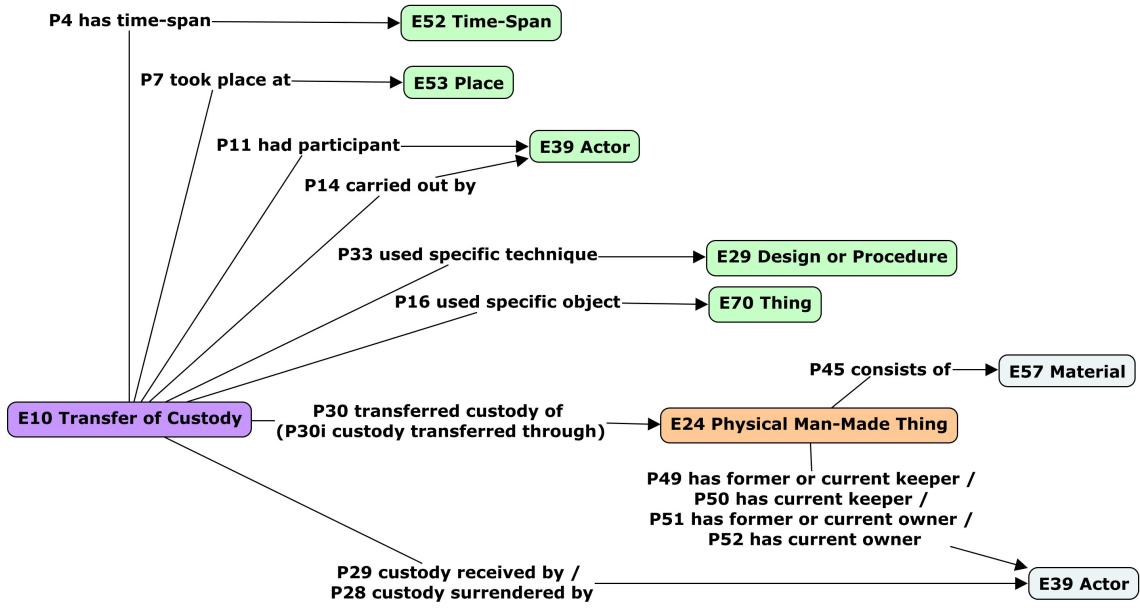 P4 has time-span
E52 Time-Span
P7 took place at
E53 Place
P11 had participant
E39 Actor
P14 carried out by
P33 used specific technique
E29 Design or Procedure
P16 used specific object
E70 Thing
P45 consists of
E57 Material
E10 Transfer of Custody
P30 transferred custody of
(P30i custody transferred through)
E24 Physical Man-Made Thing
P49 has former or current keeper /
P50 has current keeper /
P51 has former or current owner /
P52 has current owner
P29 custody received by /
P28 custody surrendered by
E39 Actor